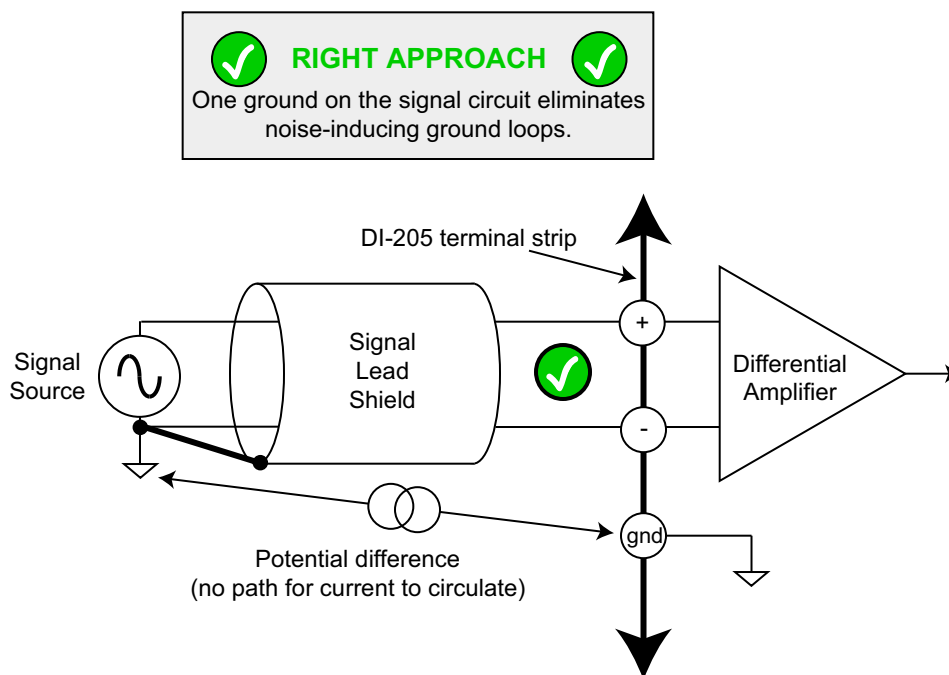 RIGHT APPROACH
One ground on the signal circuit eliminates
noise-inducing ground loops.
DI-205 terminal strip
Signal
Source
Signal
Lead
Shield
+
-
Differential
Amplifier
gnd
Potential difference
(no path for current to circulate)